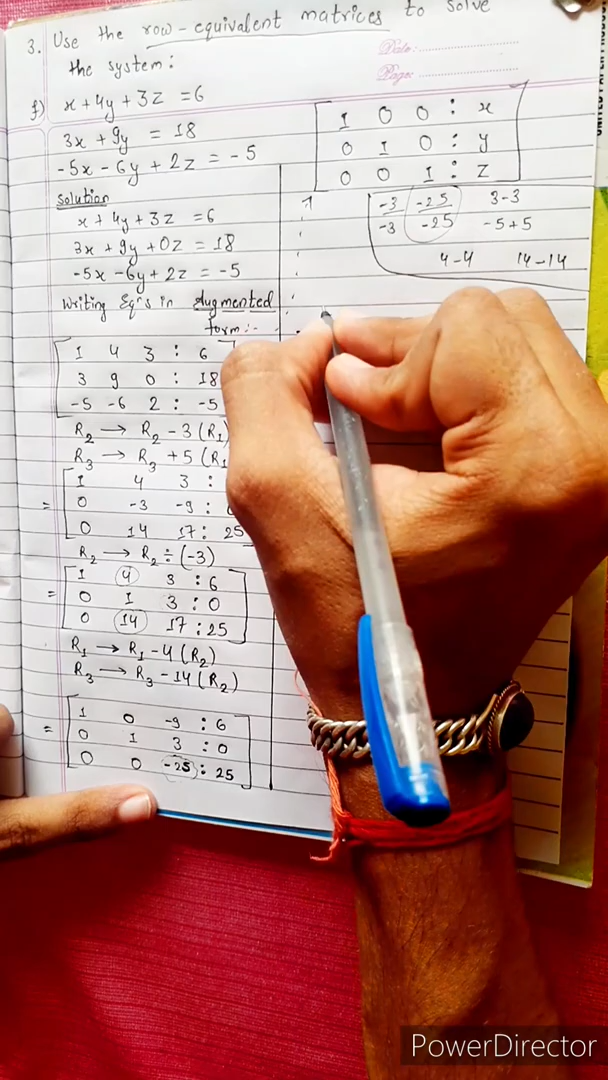 3. Use the row-equivalent matrices to solve
the system:
Date:
Page:
f) x + 4y + 3z = 6
3x + 9y = 18
-5x - 6y + 2z = -5
Solution
x + 4y + 3z = 6
3x + 9y + 0z = 18
-5x - 6y + 2z = -5
Writing Eqns in Augmented
form:-
1 4 3 : 6
3 9 0 : 18
-5 -6 2 : -5
R2 → R2 - 3(R1)
R3 → R3 + 5(R1
1 4 3 :
= 0 -3 -9 :
0 14 17 : 25
R2 → R2 ÷ (-3)
1 4 3 : 6
= 0 1 3 : 0
0 14 17 : 25
R1 → R1 - 4(R2)
R3 → R3 - 14(R2)
1 0 -9 : 6
= 0 1 3 : 0
0 0 -25 : 25
1 0 0 : x
0 1 0 : y
0 0 1 : z
-3/-3 -25/-25 3-3
-5+5
4-4 14-14
PowerDirector